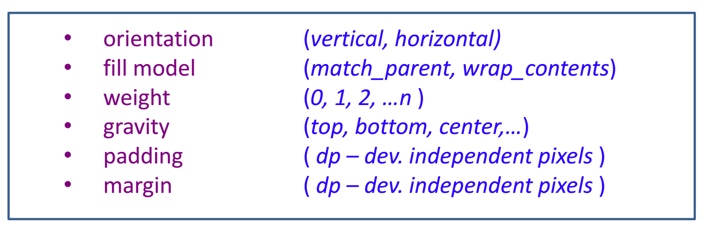 • orientation (vertical, horizontal)
• fill model (match_parent, wrap_contents)
• weight (0, 1, 2, …n )
• gravity (top, bottom, center,…)
• padding ( dp – dev. independent pixels )
• margin ( dp – dev. independent pixels )